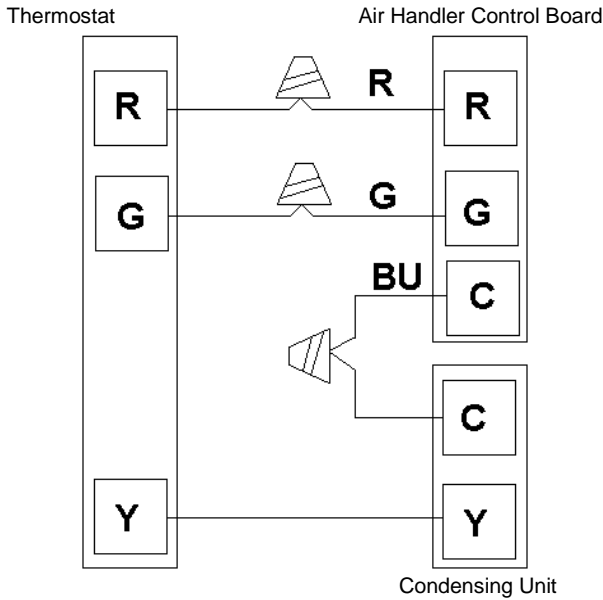 Thermostat Air Handler Control Board
R R R
G G G
BU C
C
Y Y
Condensing Unit